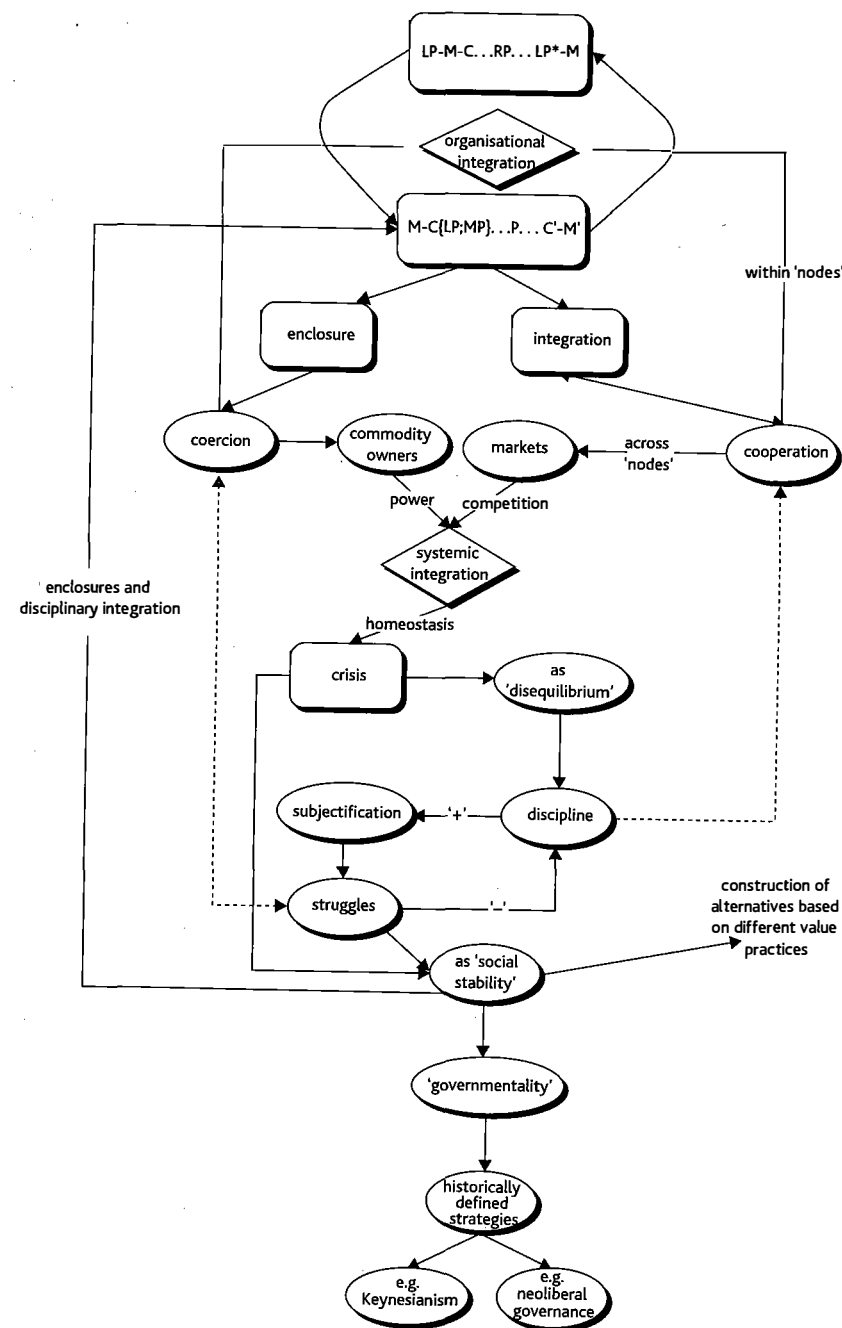 LP-M-C...RP...LP*-M
organisational
integration
M-C{LP;MP}...P...C'-M'
within 'nodes'
enclosure
integration
coercion
commodity
owners
markets
across
'nodes'
cooperation
power
competition
systemic
integration
enclosures and
disciplinary integration
homeostasis
crisis
as
'disequilibrium'
subjectification
'+'
discipline
struggles
'_'
construction of
alternatives based
on different value
practices
as 'social
stability'
'governmentality'
historically
defined
strategies
e.g.
Keynesianism
e.g.
neoliberal
governance